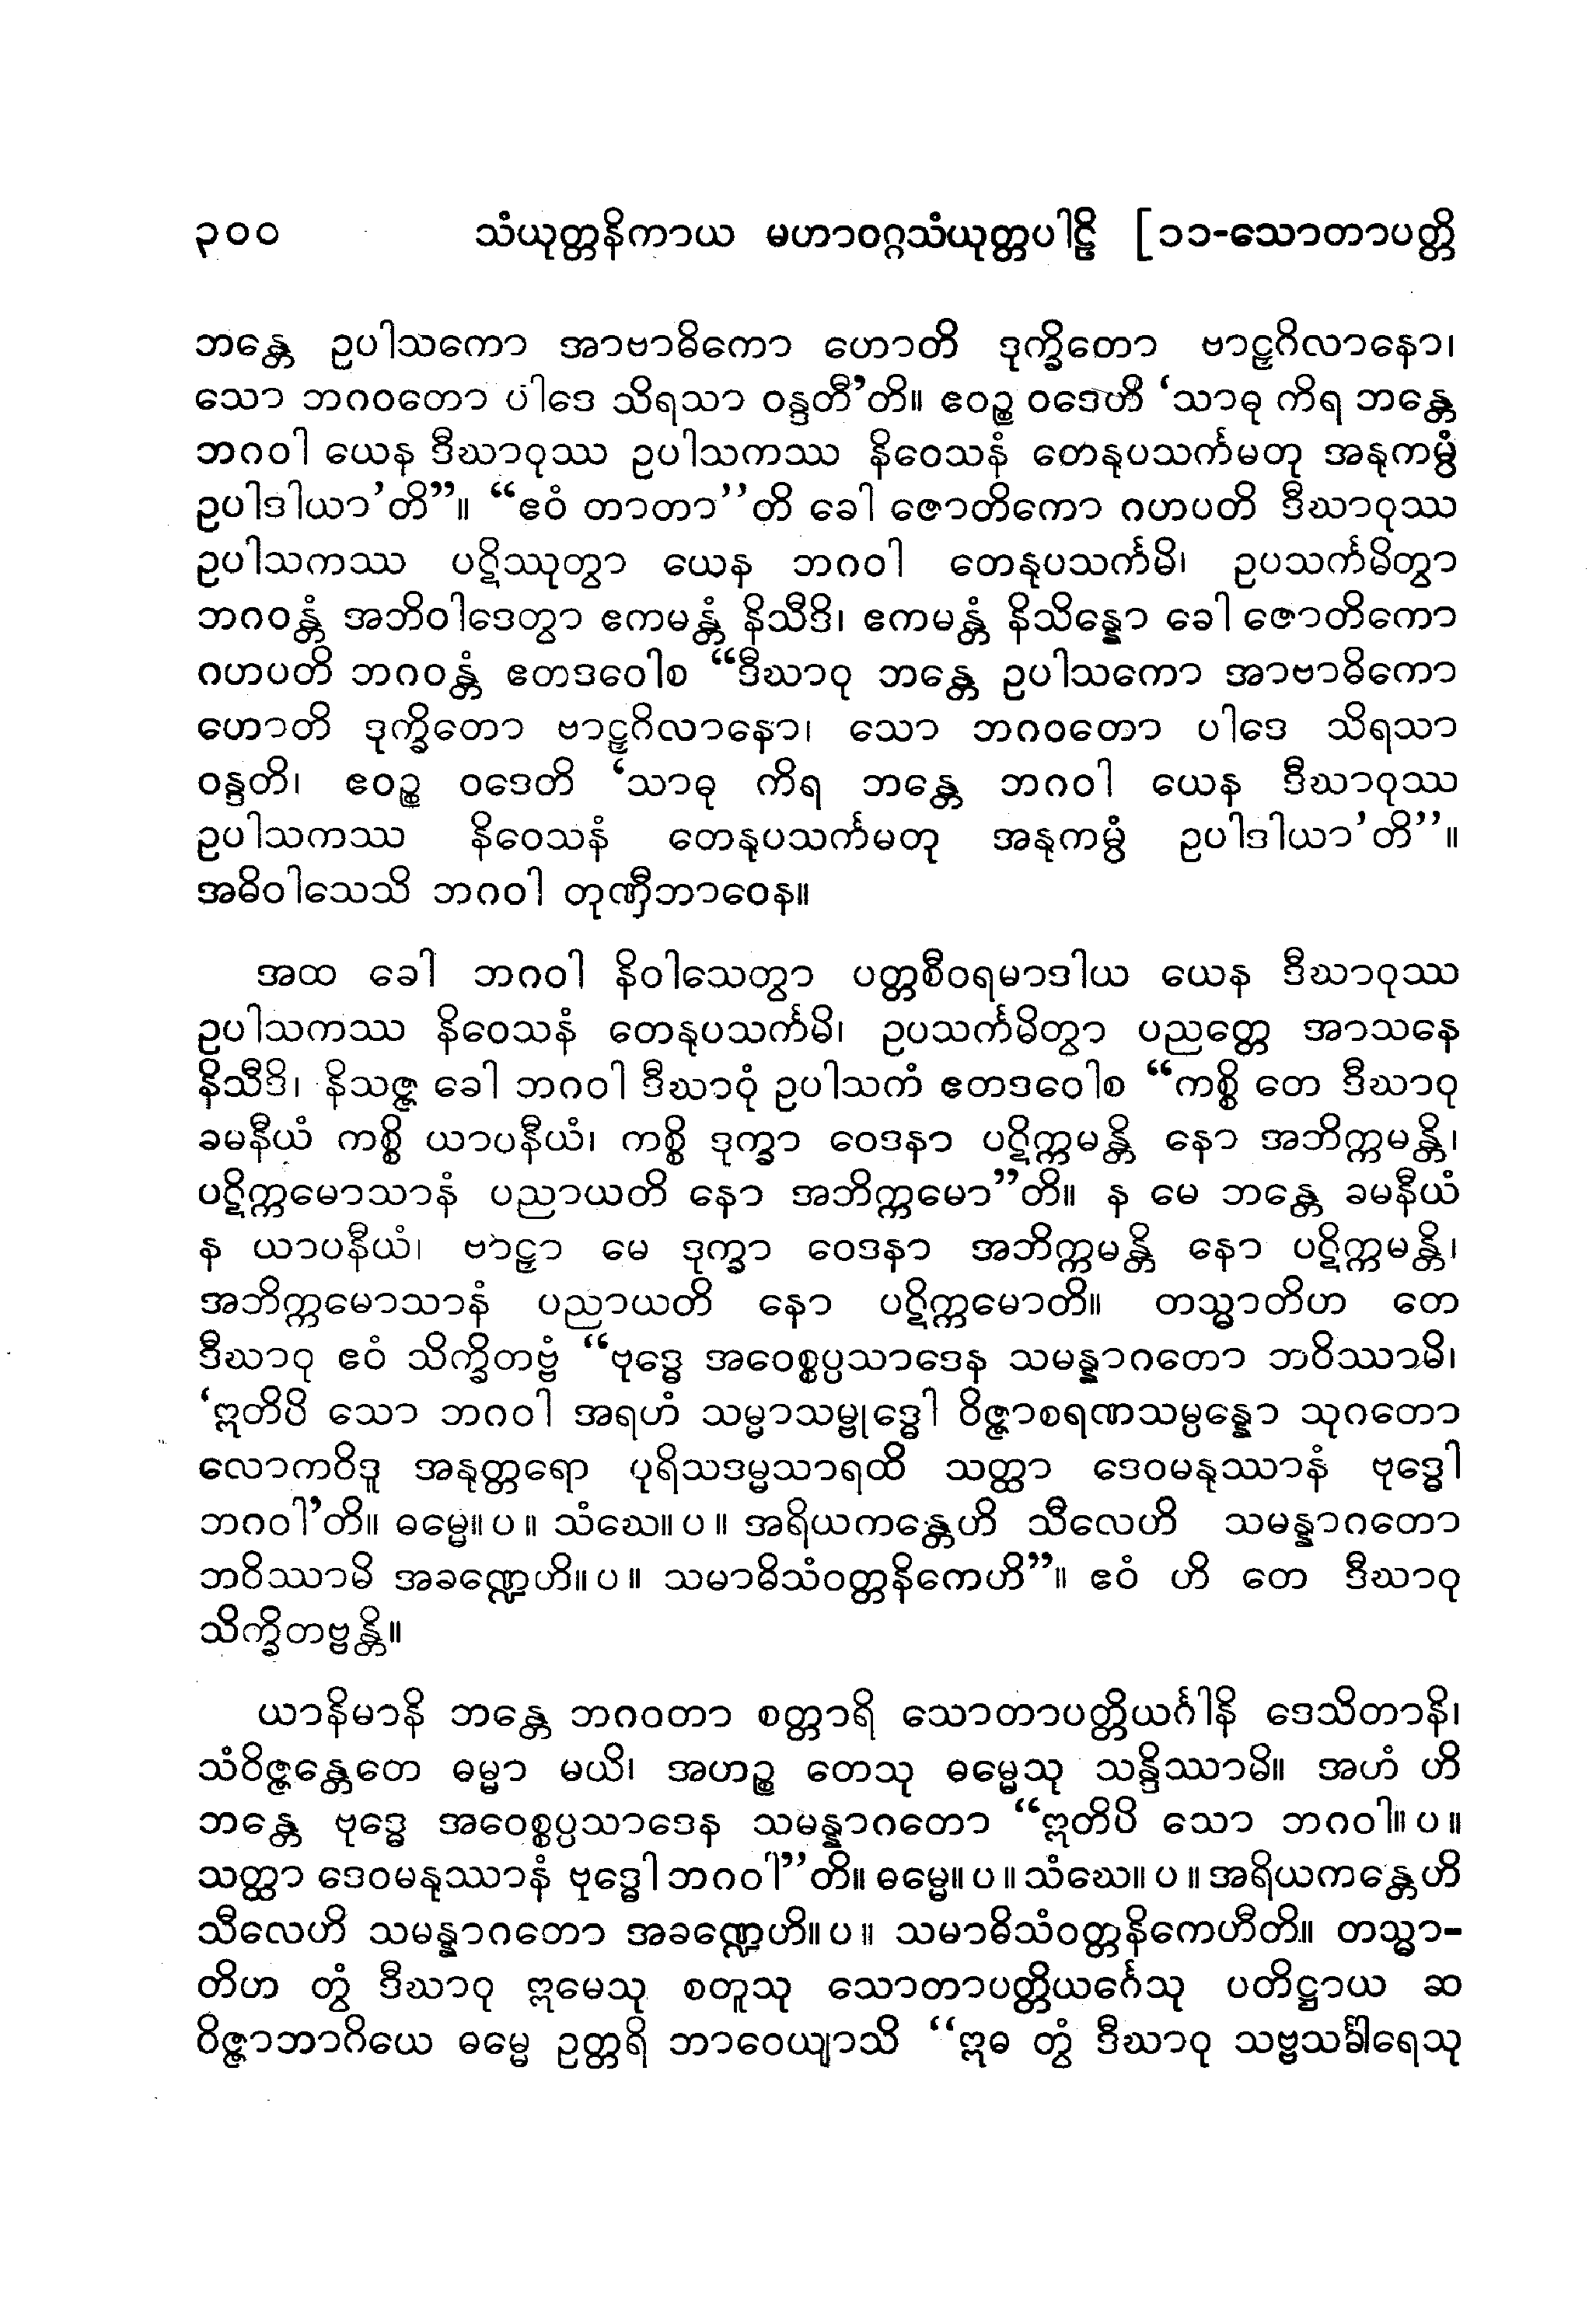 ၃၀၀ သံယုတ္တနိကာယ မဟာဝဂ္ဂသံယုတ္တပါဠိ [၁၁-သောတာပတ္တိ
ဘန္တေ ဥပါသကော အာဗာဓိကော ဟောတိ ဒုက္ခိတော ဗာဠှဂိလာနော၊
သော ဘဂဝတော ပါဒေ သိရသာ ဝန္ဒတီ’တိ။ ဧဝဉ္စ ဝဒေဟိ ‘သာဓု ကိရ ဘန္တေ
ဘဂဝါ ယေန ဒီဃာဝုဿ ဥပါသကဿ နိဝေသနံ တေနုပသင်္ကမတု အနုကမ္ပံ
ဥပါဒါယာ’တိ”။ “ဧဝံ တာတာ”တိ ခေါ ဇောတိကော ဂဟပတိ ဒီဃာဝုဿ
ဥပါသကဿ ပဋိဿုတွာ ယေန ဘဂဝါ တေနုပသင်္ကမိ၊ ဥပသင်္ကမိတွာ
ဘဂဝန္တံ အဘိဝါဒေတွာ ဧကမန္တံ နိသီဒိ၊ ဧကမန္တံ နိသိန္နော ခေါ ဇောတိကော
ဂဟပတိ ဘဂဝန္တံ ဧတဒဝေါစ “ဒီဃာဝု ဘန္တေ ဥပါသကော အာဗာဓိကော
ဟောတိ ဒုက္ခိတော ဗာဠှဂိလာနော၊ သော ဘဂဝတော ပါဒေ သိရသာ
ဝန္ဒတိ၊ ဧဝဉ္စ ဝဒေတိ ‘သာဓု ကိရ ဘန္တေ ဘဂဝါ ယေန ဒီဃာဝုဿ
ဥပါသကဿ နိဝေသနံ တေနုပသင်္ကမတု အနုကမ္ပံ ဥပါဒါယာ’တိ”။
အဓိဝါသေသိ ဘဂဝါ တုဏှီဘာဝေန။
အထ ခေါ ဘဂဝါ နိဝါသေတွာ ပတ္တစီဝရမာဒါယ ယေန ဒီဃာဝုဿ
ဥပါသကဿ နိဝေသနံ တေနုပသင်္ကမိ၊ ဥပသင်္ကမိတွာ ပညတ္တေ အာသနေ
နိသီဒိ၊ နိသဇ္ဇ ခေါ ဘဂဝါ ဒီဃာဝုံ ဥပါသကံ ဧတဒဝေါစ “ကစ္စိ တေ ဒီဃာဝု
ခမနီယံ ကစ္စိ ယာပနီယံ၊ ကစ္စိ ဒုက္ခာ ဝေဒနာ ပဋိက္ကမန္တိ နော အဘိက္ကမန္တိ၊
ပဋိက္ကမောသာနံ ပညာယတိ နော အဘိက္ကမော”တိ။ န မေ ဘန္တေ ခမနီယံ
န ယာပနီယံ၊ ဗာဠှာ မေ ဒုက္ခာ ဝေဒနာ အဘိက္ကမန္တိ နော ပဋိက္ကမန္တိ၊
အဘိက္ကမောသာနံ ပညာယတိ နော ပဋိက္ကမောတိ။ တသ္မာတိဟ တေ
ဒီဃာဝု ဧဝံ သိက္ခိတဗ္ဗံ “ဗုဒ္ဓေ အဝေစ္စပ္ပသာဒေန သမန္နာဂတော ဘဝိဿာမိ၊
‘ဣတိပိ သော ဘဂဝါ အရဟံ သမ္မာသမ္ဗုဒ္ဓေါ ဝိဇ္ဇာစရဏသမ္ပန္နော သုဂတော
လောကဝိဒူ အနုတ္တရော ပုရိသဒမ္မသာရထိ သတ္ထာ ဒေဝမနုဿာနံ ဗုဒ္ဓေါ
ဘဂဝါ’တိ။ ဓမ္မေ။ပ။ သံဃေ။ပ။ အရိယကန္တေဟိ သီလေဟိ သမန္နာဂတော
ဘဝိဿာမိ အခဏ္ဍေဟိ။ပ။ သမာဓိသံဝတ္တနိကေဟိ”။ ဧဝံ ဟိ တေ ဒီဃာဝု
သိက္ခိတဗ္ဗန္တိ။
ယာနိမာနိ ဘန္တေ ဘဂဝတာ စတ္တာရိ သောတာပတ္တိယင်္ဂါနိ ဒေသိတာနိ၊
သံဝိဇ္ဇန္တေတေ ဓမ္မာ မယိ၊ အဟဉ္စ တေသု ဓမ္မေသု သန္ဒိဿာမိ။ အဟံ ဟိ
ဘန္တေ ဗုဒ္ဓေ အဝေစ္စပ္ပသာဒေန သမန္နာဂတော “ဣတိပိ သော ဘဂဝါ။ပ။
သတ္ထာ ဒေဝမနုဿာနံ ဗုဒ္ဓေါ ဘဂဝါ”တိ။ ဓမ္မေ။ပ။ သံဃေ။ပ။ အရိယကန္တေဟိ
သီလေဟိ သမန္နာဂတော အခဏ္ဍေဟိ။ပ။ သမာဓိသံဝတ္တနိကေဟီတိ။ တသ္မာ-
တိဟ တွံ ဒီဃာဝု ဣမေသု စတူသု သောတာပတ္တိယင်္ဂေသု ပတိဋ္ဌာယ ဆ
ဝိဇ္ဇာဘာဂိယေ ဓမ္မေ ဥတ္တရိ ဘာဝေယျာသိ “ဣဓ တွံ ဒီဃာဝု သဗ္ဗသင်္ခါရေသု